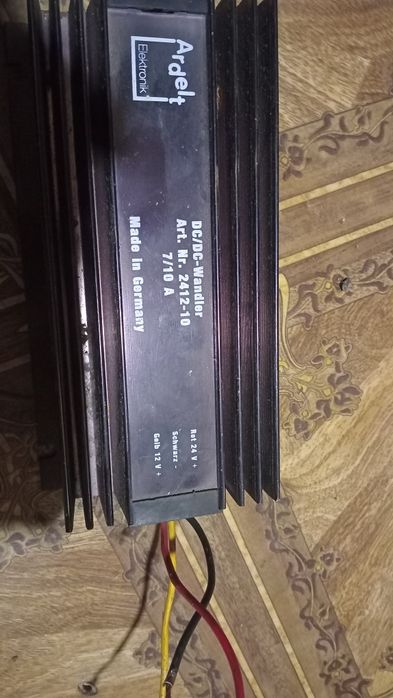 Ardelt
Elektronik
DC/DC-Wandler
Art. Nr. 2412-10
7/10 A
Made in Germany
Rot 24 V +
Schwarz -
Gelb 12 V +